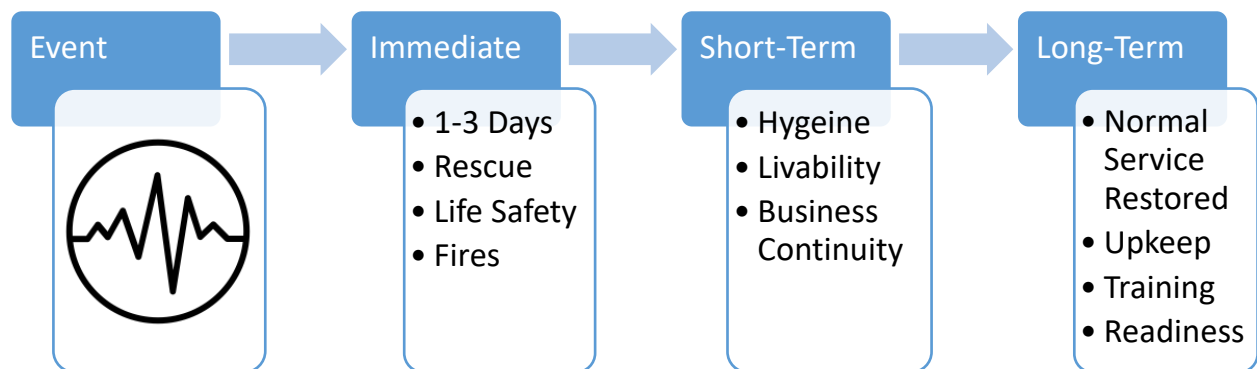 Event
Immediate
• 1-3 Days
• Rescue
• Life Safety
• Fires
Short-Term
• Hygeine
• Livability
• Business
Continuity
Long-Term
• Normal
Service
Restored
• Upkeep
• Training
• Readiness